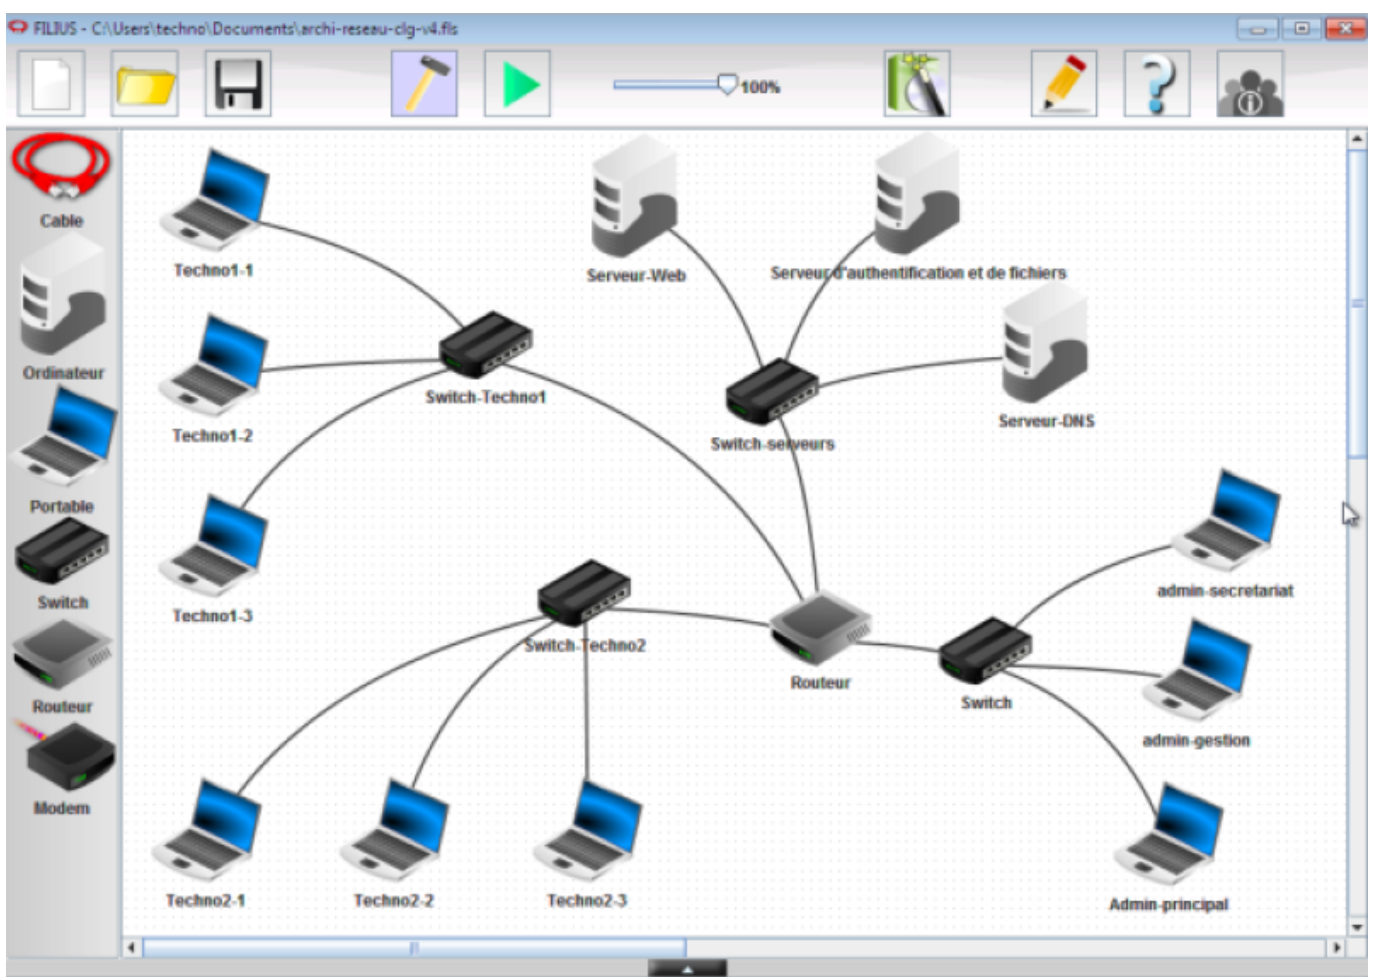 FILIUS - C:\Users\techno\Documents\archi-reseau-clg-v4.fls
100%
Cable
Ordinateur
Portable
Switch
Routeur
Modem
Techno1-1
Serveur-Web
Serveur d'authentification et de fichiers
Techno1-2
Switch-Techno1
Switch-serveurs
Serveur-DNS
Techno1-3
Switch-Techno2
Routeur
Switch
admin-secretariat
admin-gestion
Techno2-1
Techno2-2
Techno2-3
Admin-principal